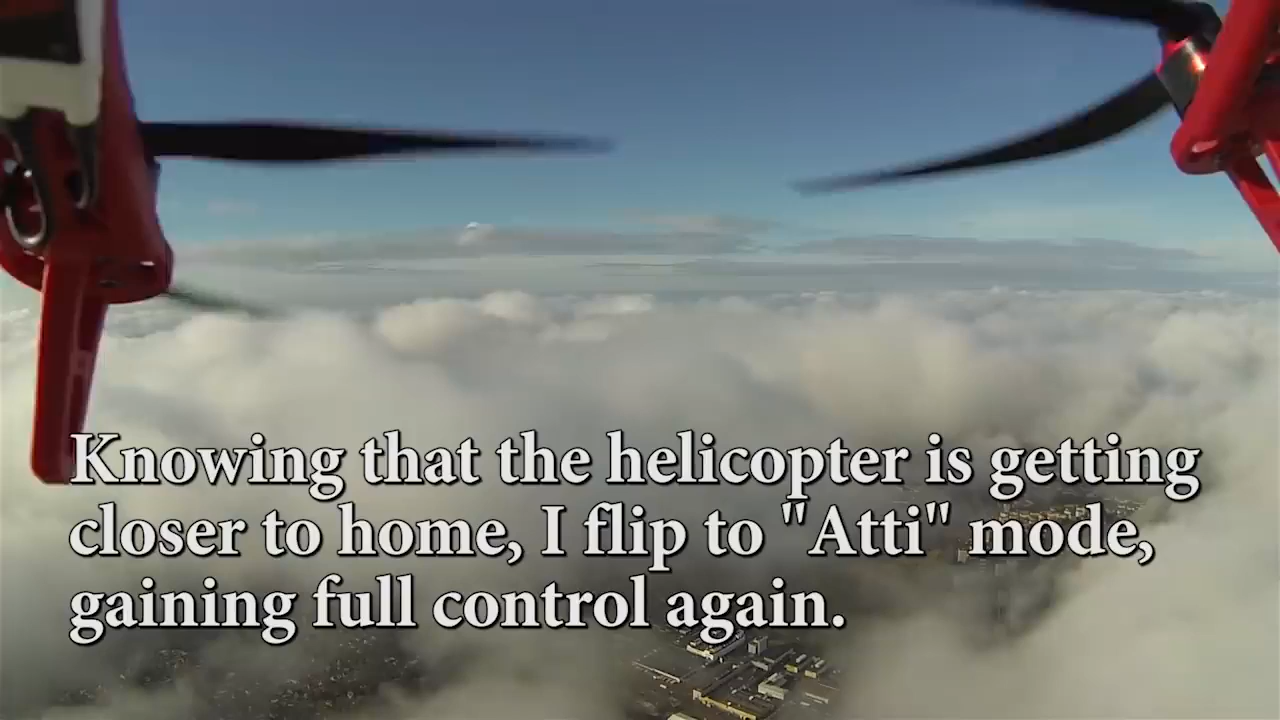 Knowing that the helicopter is getting
closer to home, I flip to "Atti" mode,
gaining full control again.